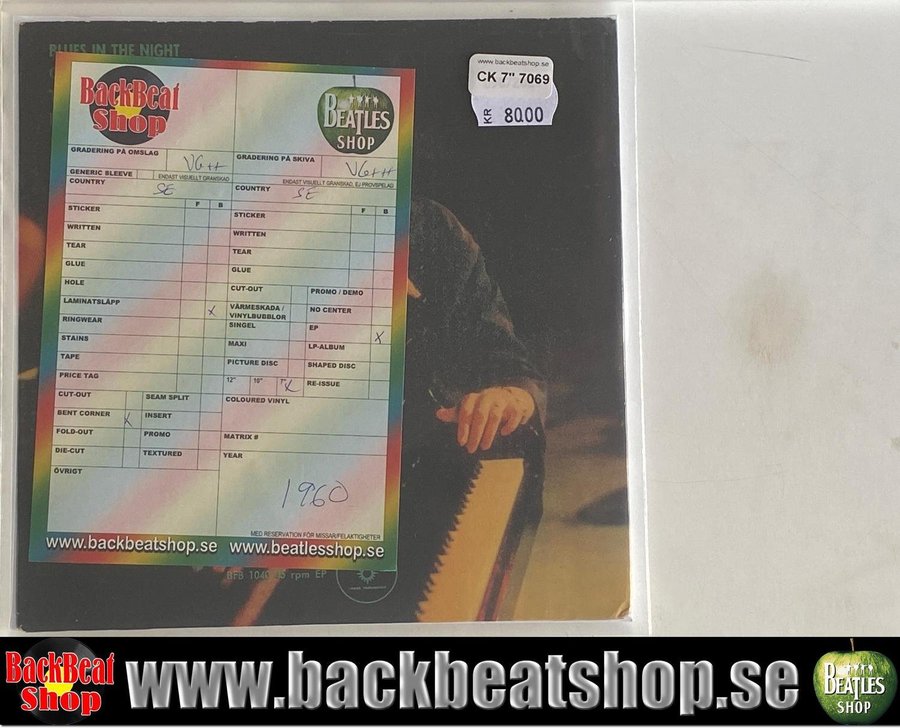 BLUES IN THE NIGHT
www.backbeatshop.se
CK 7" 7069
KR 8000
BackBeat
Shop
BEATLES
SHOP
GRADERING PÅ OMSLAG
VG++
GENERIC SLEEVE
ENDAST VISUELLT GRANSKAD
COUNTRY
SE
F B
STICKER
WRITTEN
TEAR
GLUE
HOLE
LAMINATSLÄPP
RINGWEAR
X
STAINS
TAPE
PRICE TAG
CUT-OUT
SEAM SPLIT
BENT CORNER
X
INSERT
FOLD-OUT
PROMO
DIE-CUT
TEXTURED
ÖVRIGT
GRADERING PÅ SKIVA
VG++
ENDAST VISUELLT GRANSKAD, EJ PROVSPELAD
COUNTRY
SE
F B
STICKER
WRITTEN
TEAR
GLUE
CUT-OUT
PROMO / DEMO
VÄRMESKADA /
VINYLBUBBLOR
NO CENTER
SINGEL
EP
X
MAXI
LP-ALBUM
PICTURE DISC
SHAPED DISC
12" 10" 7" X
RE-ISSUE
COLOURED VINYL
MATRIX #
YEAR
1960
MED RESERVATION FÖR MISSAR/FELAKTIGHETER
www.backbeatshop.se www.beatlesshop.se
BFB 1040 45 rpm EP
BackBeat
Shop
www.backbeatshop.se
BEATLES
SHOP